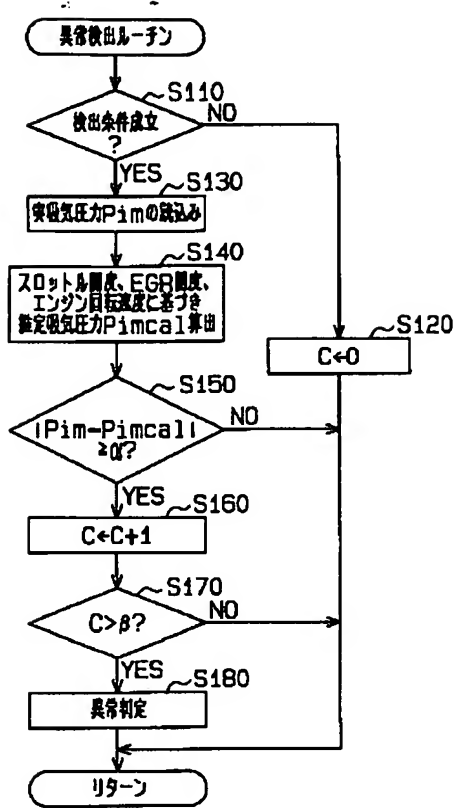 異常検出ルーチン
S110
検出条件成立
?
NO
YES
S130
実吸気圧力Pimの読込み
S140
スロットル開度、EGR開度、
エンジン回転速度に基づき
推定吸気圧力Pimcal算出
S120
C←0
S150
|Pim-Pimcal|
≥α?
NO
YES
S160
C←C+1
S170
C>β?
NO
YES
S180
異常判定
リターン